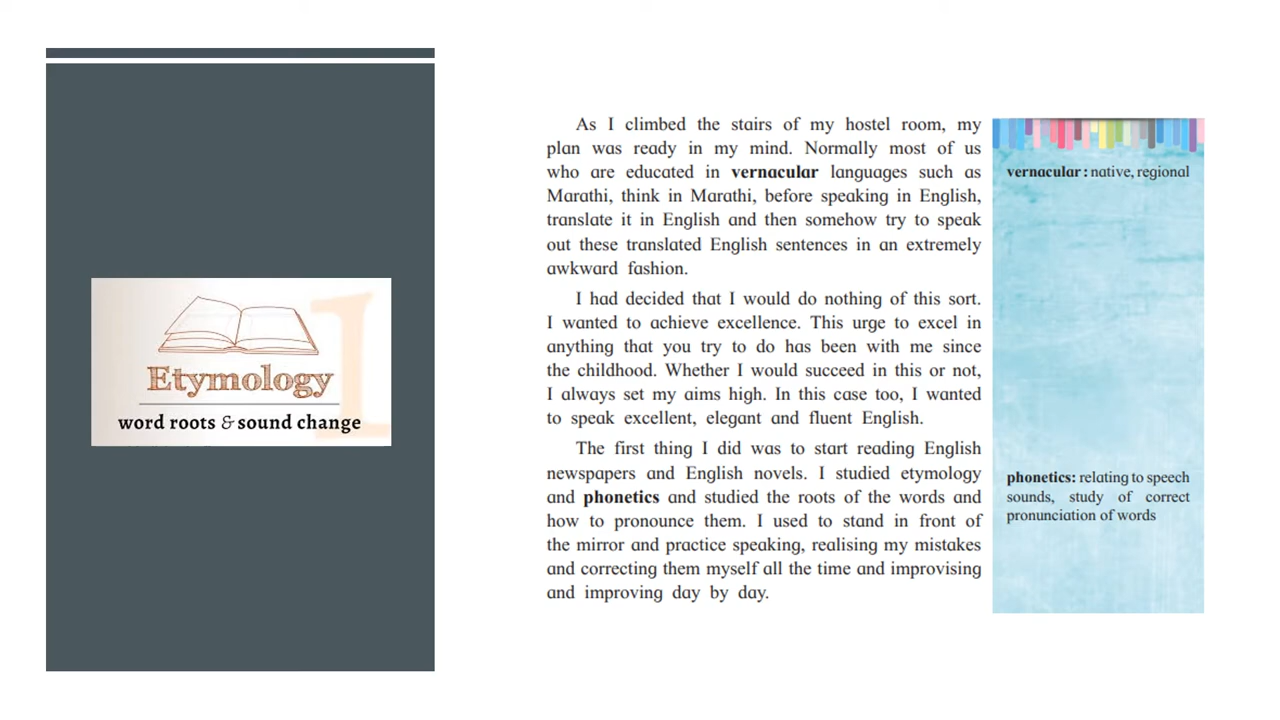 Etymology
word roots & sound change
1
As I climbed the stairs of my hostel room, my
plan was ready in my mind. Normally most of us
who are educated in vernacular languages such as
Marathi, think in Marathi, before speaking in English,
translate it in English and then somehow try to speak
out these translated English sentences in an extremely
awkward fashion.
I had decided that I would do nothing of this sort.
I wanted to achieve excellence. This urge to excel in
anything that you try to do has been with me since
the childhood. Whether I would succeed in this or not,
I always set my aims high. In this case too, I wanted
to speak excellent, elegant and fluent English.
The first thing I did was to start reading English
newspapers and English novels. I studied etymology
and phonetics and studied the roots of the words and
how to pronounce them. I used to stand in front of
the mirror and practice speaking, realising my mistakes
and correcting them myself all the time and improvising
and improving day by day.
vernacular : native, regional
phonetics: relating to speech
sounds, study of correct
pronunciation of words